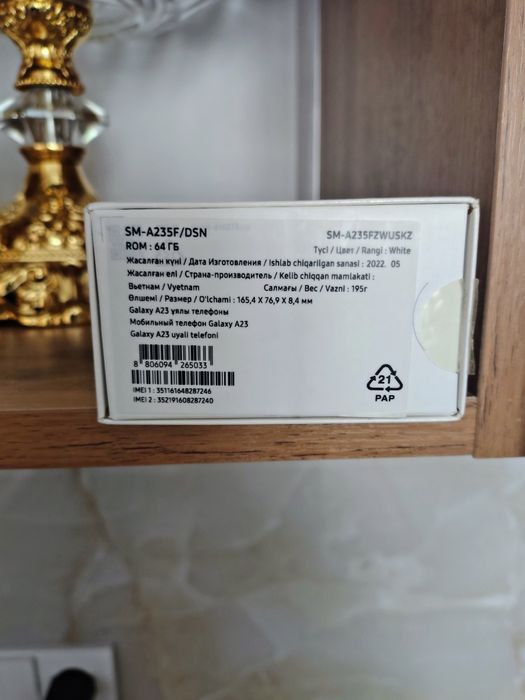 SM-A235F/DSN
ROM : 64 ГБ
SM-A235FZWUSKZ
Түсі / Цвет / Rangi : White
Жасалған күні / Дата Изготовления / Ishlab chiqarilgan sanasi : 2022. 05
Жасалған елі / Страна-производитель / Kelib chiqqan mamlakati :
Вьетнам / Vyetnam
Салмағы / Вес / Vazni : 195г
Өлшемі / Размер / O'lchami : 165,4 X 76,9 X 8,4 мм
Galaxy A23 ұялы телефоны
Мобильный телефон Galaxy A23
Galaxy A23 uyali telefoni
8 806094 265033
IMEI 1 : 351161648287246
IMEI 2 : 352191608287240
21
PAP